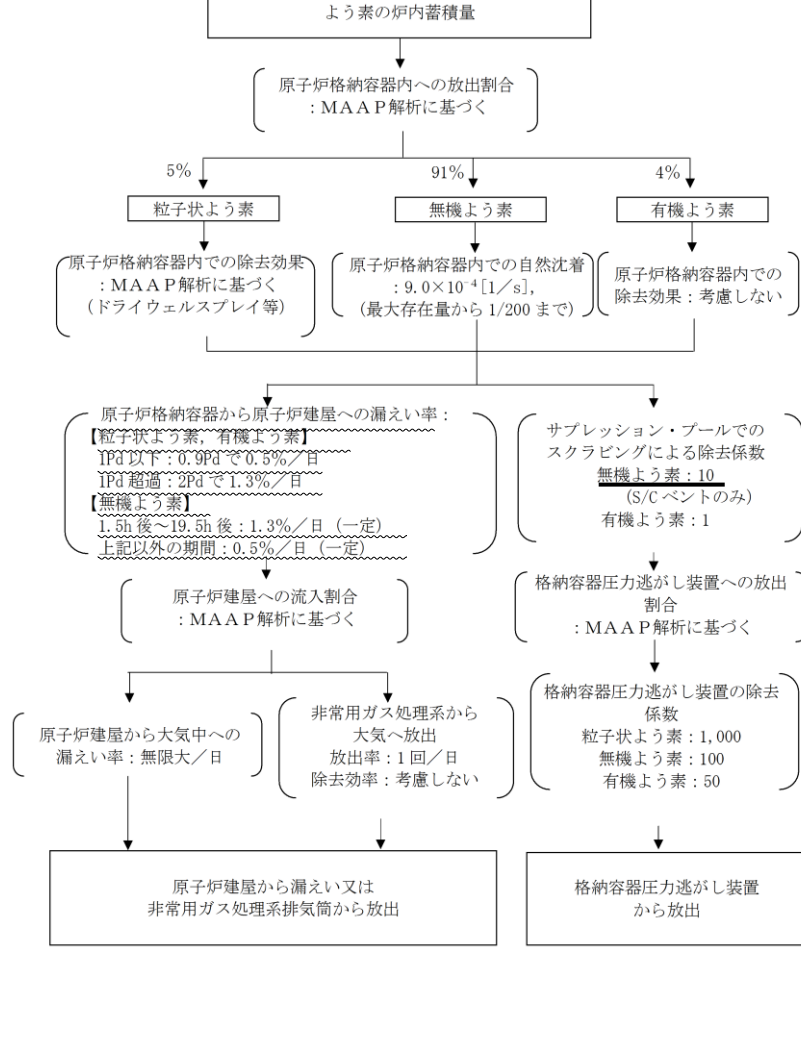 よう素の炉内蓄積量
原子炉格納容器内への放出割合
：ＭＡＡＰ解析に基づく
5%
91%
4%
粒子状よう素
無機よう素
有機よう素
原子炉格納容器内での除去効果
：ＭＡＡＰ解析に基づく
（ドライウェルスプレイ等）
原子炉格納容器内での自然沈着
：9.0×10⁻⁴[1／s],
（最大存在量から 1/200 まで）
原子炉格納容器内での
除去効果：考慮しない
原子炉格納容器から原子炉建屋への漏えい率：
【粒子状よう素，有機よう素】
1Pd 以下：0.9Pd で 0.5%／日
1Pd 超過：2Pd で 1.3%／日
【無機よう素】
1.5h 後～19.5h 後：1.3%／日（一定）
上記以外の期間：0.5%／日（一定）
サプレッション・プールでの
スクラビングによる除去係数
無機よう素：10
（S/C ベントのみ）
有機よう素：1
原子炉建屋への流入割合
：ＭＡＡＰ解析に基づく
格納容器圧力逃がし装置への放出
割合
：ＭＡＡＰ解析に基づく
原子炉建屋から大気中への
漏えい率：無限大／日
非常用ガス処理系から
大気へ放出
放出率：1 回／日
除去効率：考慮しない
格納容器圧力逃がし装置の除去
係数
粒子状よう素：1,000
無機よう素：100
有機よう素：50
原子炉建屋から漏えい又は
非常用ガス処理系排気筒から放出
格納容器圧力逃がし装置
から放出